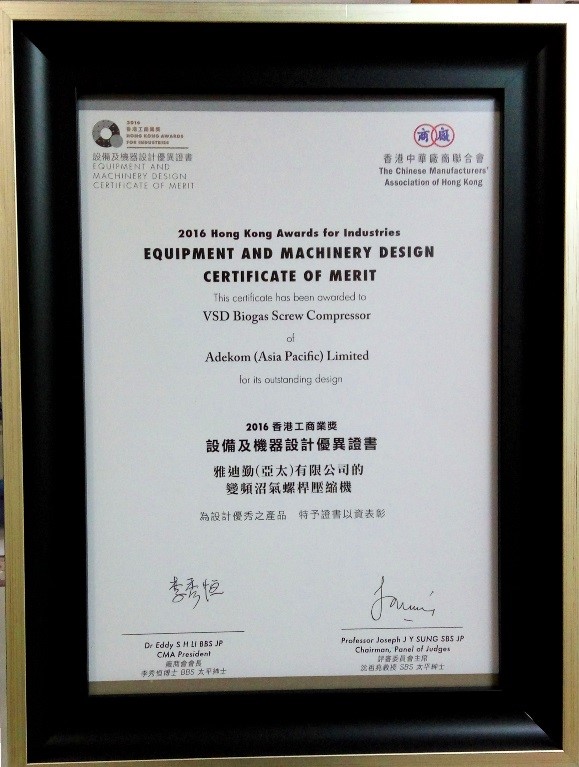 2016
香港工商業獎
HONG KONG AWARDS
FOR INDUSTRIES
設備及機器設計優異證書
EQUIPMENT AND
MACHINERY DESIGN
CERTIFICATE OF MERIT
商 廠
香港中華廠商聯合會
The Chinese Manufacturers'
Association of Hong Kong
2016 Hong Kong Awards for Industries
EQUIPMENT AND MACHINERY DESIGN
CERTIFICATE OF MERIT
This certificate has been awarded to
VSD Biogas Screw Compressor
of
Adekom (Asia Pacific) Limited
for its outstanding design
2016 香港工商業獎
設備及機器設計優異證書
雅迪勤(亞太)有限公司的
變頻沼氣螺桿壓縮機
為設計優秀之產品 特予證書以資表彰
李秀恒
Dr Eddy S H LI BBS JP
CMA President
廠商會會長
李秀恒博士 BBS 太平紳士
Professor Joseph J Y SUNG SBS JP
Chairman, Panel of Judges
評審委員會主席
沈祖堯教授 SBS 太平紳士